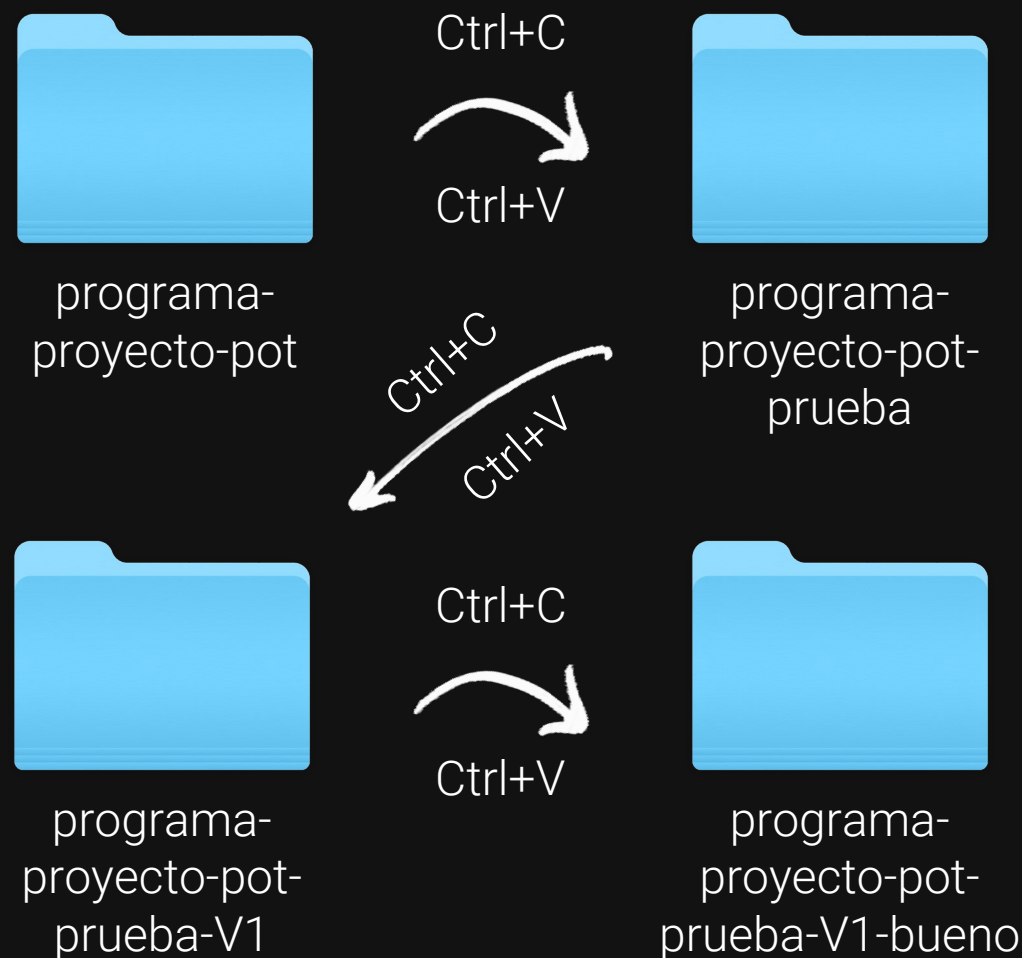 Ctrl+C
Ctrl+V
programa-
proyecto-pot
programa-
proyecto-pot-
prueba
Ctrl+C
Ctrl+V
Ctrl+C
Ctrl+V
programa-
proyecto-pot-
prueba-V1
programa-
proyecto-pot-
prueba-V1-bueno